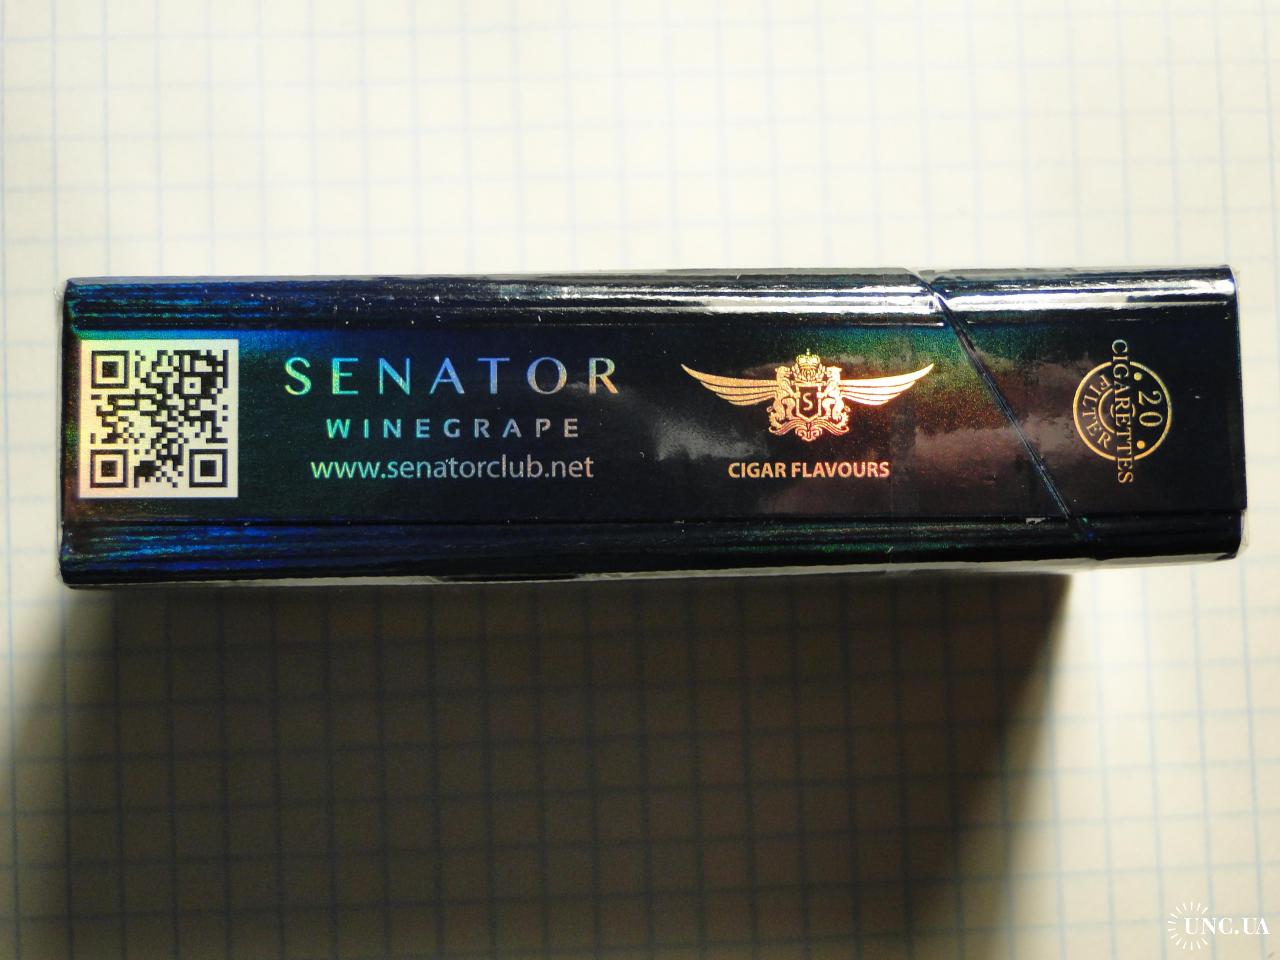 SENATOR
WINEGRAPE
www.senatorclub.net
S
CIGAR FLAVOURS
20
CIGARETTES
FILTER
UNC.UA